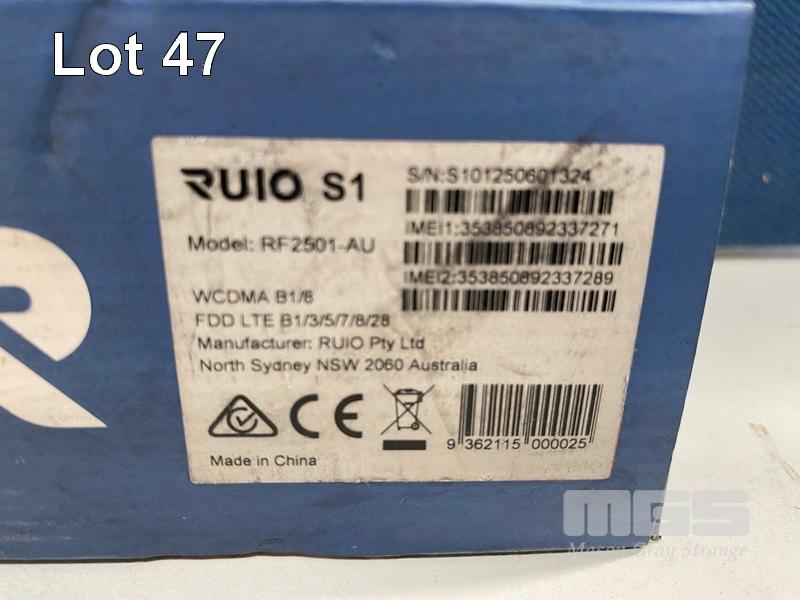 Lot 47
RUIO S1
S/N:S101250601324
IMEI1:353850892337271
Model: RF2501-AU
IMEI2:353850892337289
WCDMA B1/8
FDD LTE B1/3/5/7/8/28
Manufacturer: RUIO Pty Ltd
North Sydney NSW 2060 Australia
CE
9 362115 000025
Made in China
MGS
Mason Gray Strange